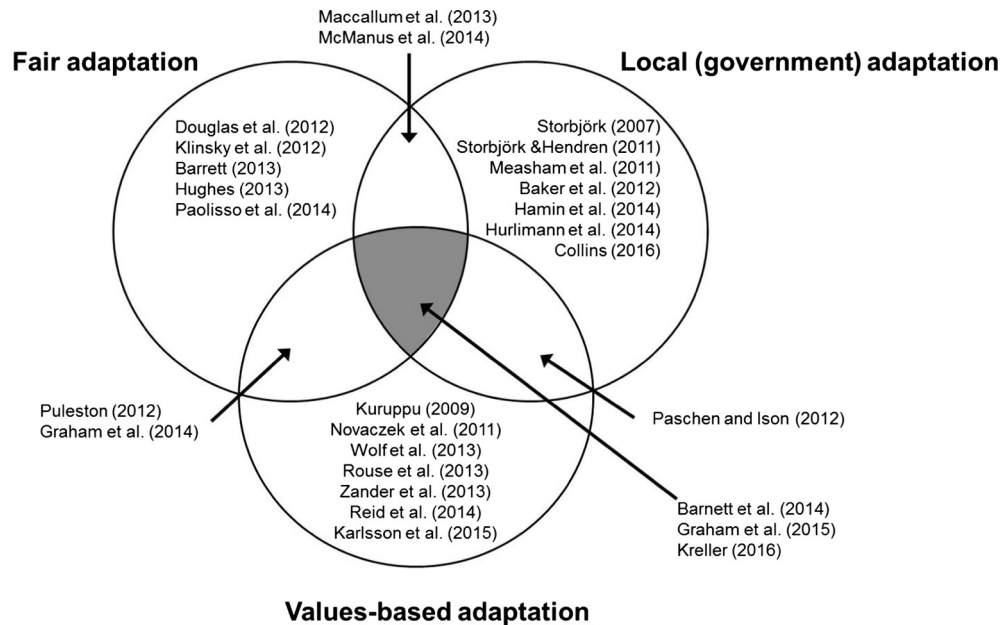 Maccallum et al. (2013)
McManus et al. (2014)
Fair adaptation
Local (government) adaptation
Douglas et al. (2012)
Klinsky et al. (2012)
Barrett (2013)
Hughes (2013)
Paolisso et al. (2014)
Storbjörk (2007)
Storbjörk &Hendren (2011)
Measham et al. (2011)
Baker et al. (2012)
Hamin et al. (2014)
Hurlimann et al. (2014)
Collins (2016)
Puleston (2012)
Graham et al. (2014)
Kuruppu (2009)
Novaczek et al. (2011)
Wolf et al. (2013)
Rouse et al. (2013)
Zander et al. (2013)
Reid et al. (2014)
Karlsson et al. (2015)
Paschen and Ison (2012)
Barnett et al. (2014)
Graham et al. (2015)
Kreller (2016)
Values-based adaptation